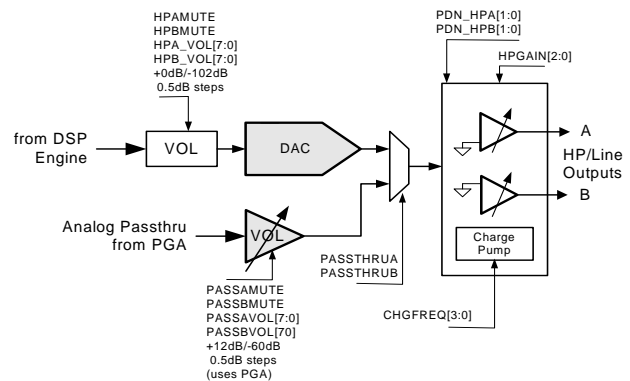 HPAMUTE
HPBMUTE
HPA_VOL[7:0]
HPB_VOL[7:0]
+0dB/-102dB
0.5dB steps
PDN_HPA[1:0]
PDN_HPB[1:0]
HPGAIN[2:0]
from DSP
Engine
VOL
DAC
A
HP/Line
Outputs
B
Analog Passthru
from PGA
VOL
Charge
Pump
PASSTHRUA
PASSTHRUB
PASSAMUTE
PASSBMUTE
PASSAVOL[7:0]
PASSBVOL[70]
+12dB/-60dB
0.5dB steps
(uses PGA)
CHGFREQ[3:0]